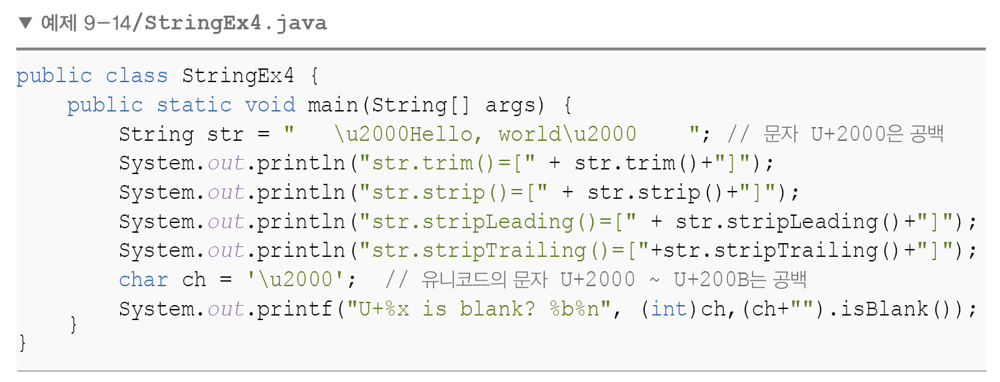 ▼ 예제 9-14/StringEx4.java
public class StringEx4 {
    public static void main(String[] args) {
        String str = "   \u2000Hello, world\u2000    "; // 문자 U+2000은 공백
        System.out.println("str.trim()=[" + str.trim()+"]");
        System.out.println("str.strip()=[" + str.strip()+"]");
        System.out.println("str.stripLeading()=[" + str.stripLeading()+"]");
        System.out.println("str.stripTrailing()=["+str.stripTrailing()+"]");
        char ch = '\u2000';  // 유니코드의 문자 U+2000 ~ U+200B는 공백
        System.out.printf("U+%x is blank? %b%n", (int)ch,(ch+"").isBlank());
    }
}